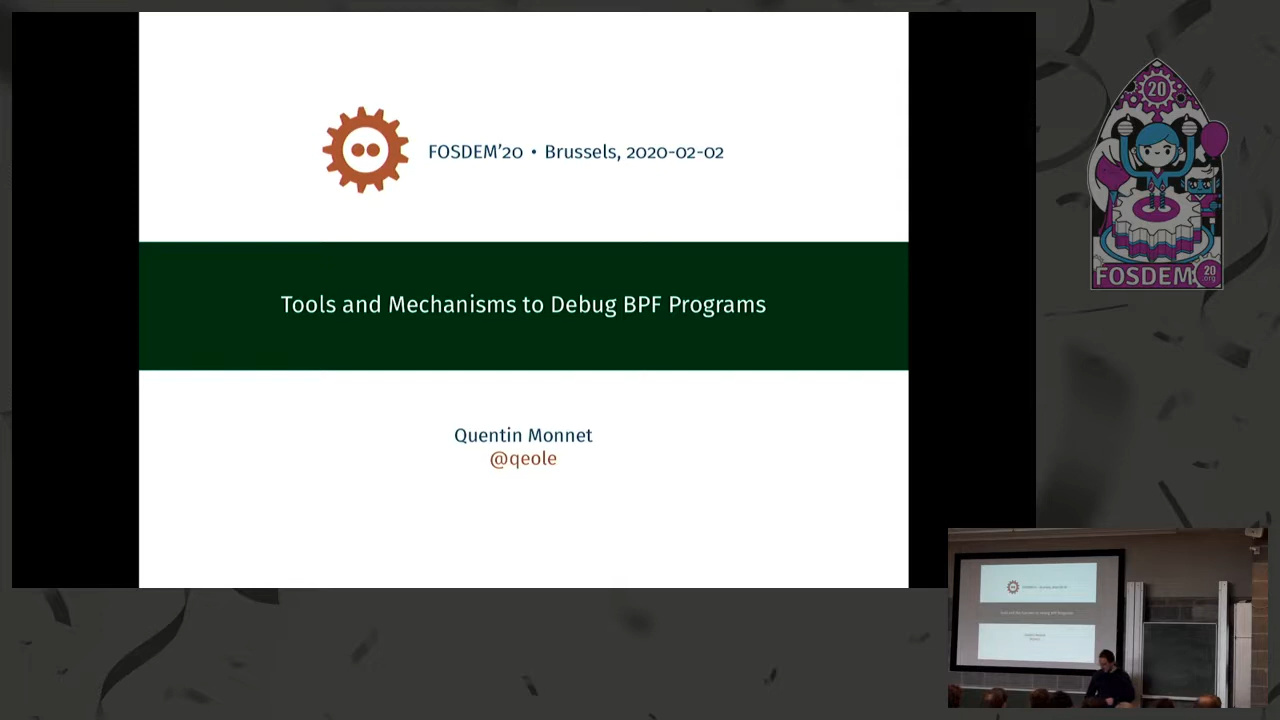 FOSDEM’20 • Brussels, 2020-02-02
Tools and Mechanisms to Debug BPF Programs
Quentin Monnet
@qeole
20
FOSDEM
20
.org